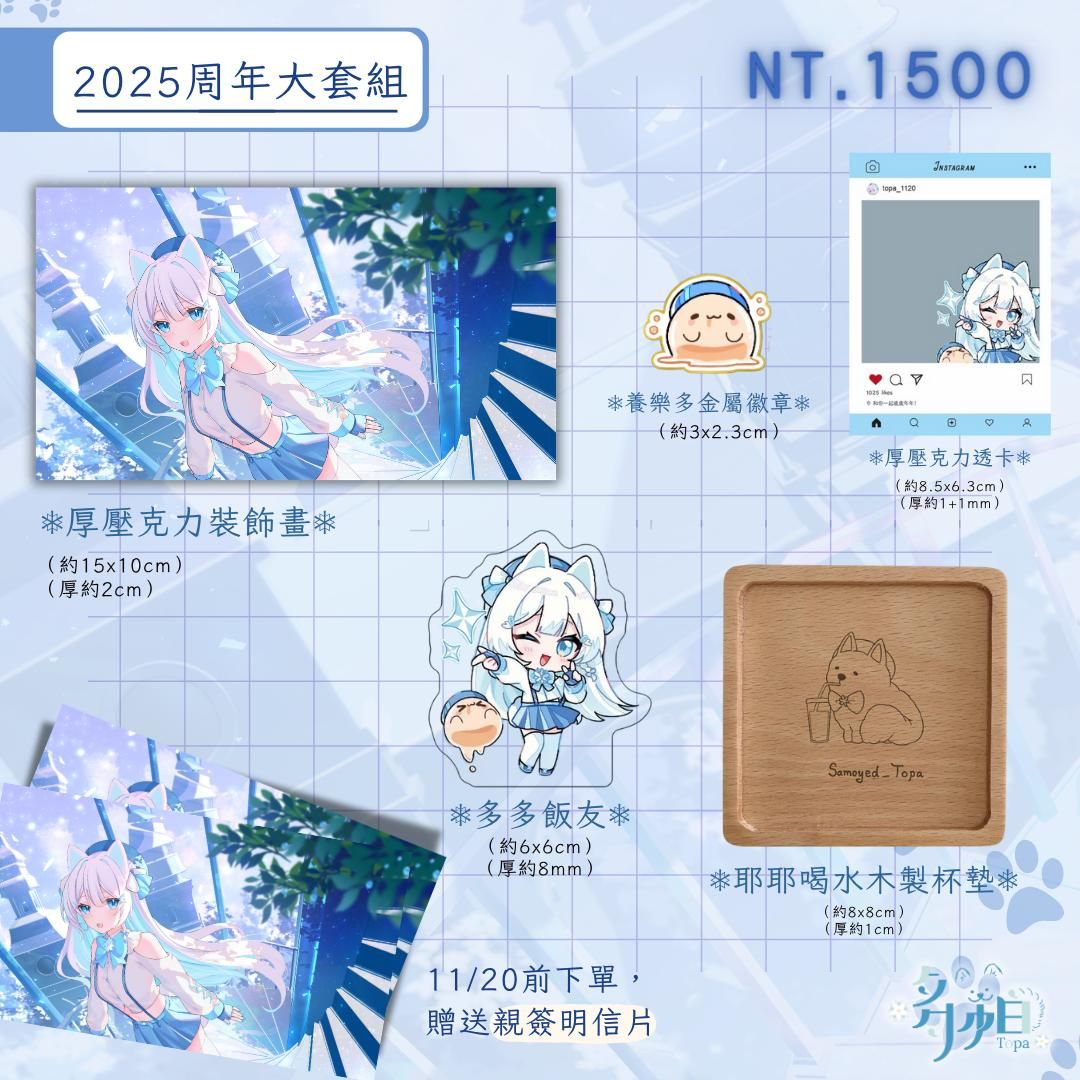 2025周年大套組
NT.1500
INSTAGRAM
topa_1120
1025 likes
❄養樂多金屬徽章❄
(約3x2.3cm)
❄厚壓克力透卡❄
(約8.5x6.3cm)
(厚約1+1mm)
❄厚壓克力裝飾畫❄
(約15x10cm)
(厚約2cm)
❄多多飯友❄
(約6x6cm)
(厚約8mm)
Samoyed_Topa
❄耶耶喝水木製杯墊❄
(約8x8cm)
(厚約1cm)
11/20前下單，
贈送親簽明信片
Topa